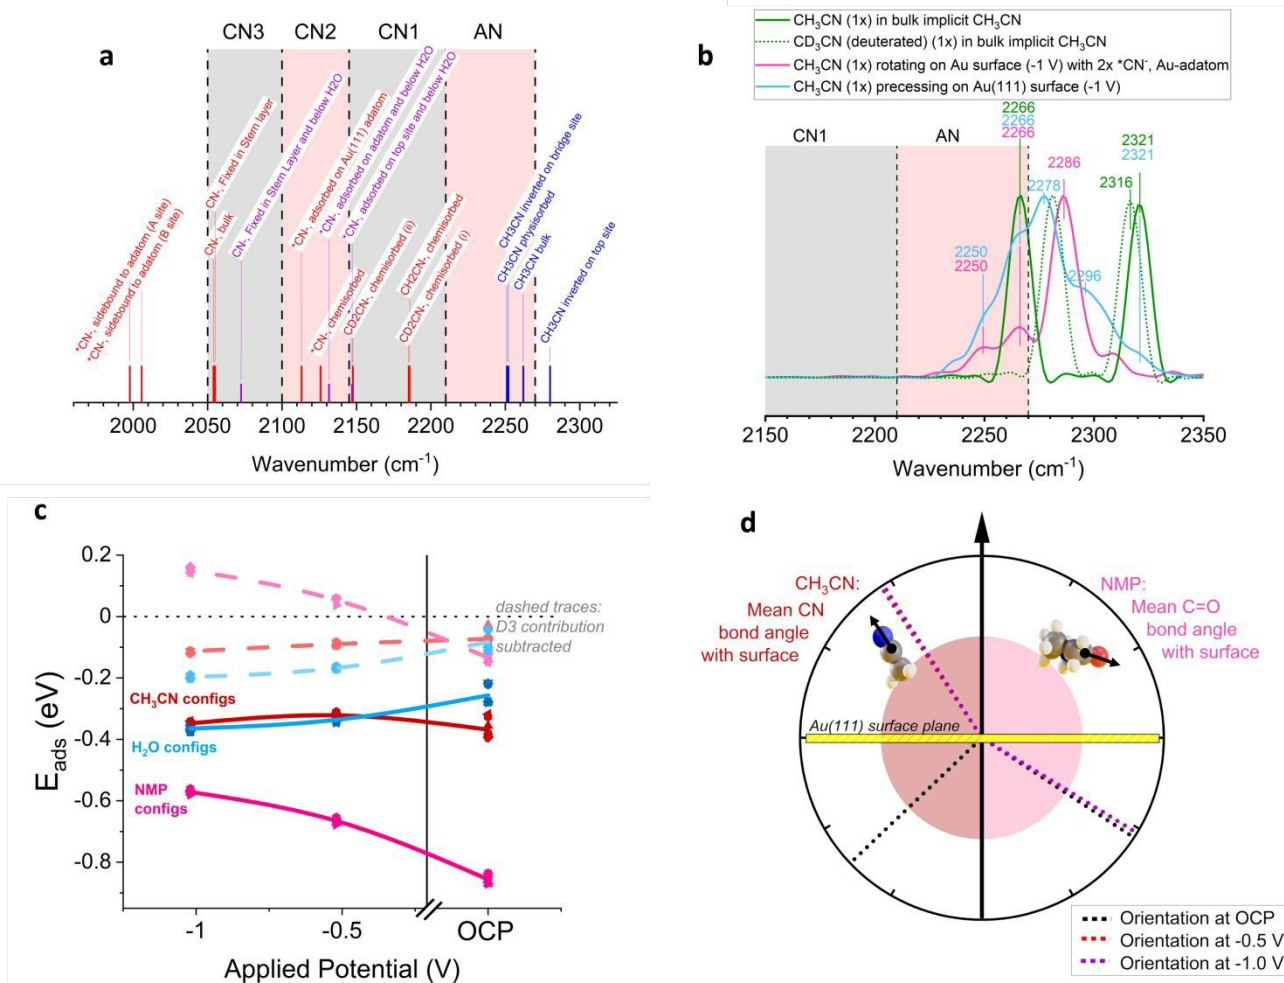 a
CN3
CN2
CN1
AN
*CN-, sidebound to adatom (A site)
*CN-, sidebound to adatom (B site)
CN-, bulk
CN-, Fixed in Stern layer
CN-, Fixed in Stern Layer and below H2O
*CN-, adsorbed on Au(111) adatom
*CN-, chemisorbed
*CN-, adsorbed on adatom and below H2O
*CN-, adsorbed on top site and below H2O
CD2CN-, chemisorbed (ii)
CH2CN-, chemisorbed
CD2CN-, chemisorbed (i)
CH3CN inverted on bridge site
CH3CN physisorbed
CH3CN bulk
CH3CN inverted on top site
2000
2050
2100
2150
2200
2250
2300
Wavenumber (cm⁻¹)
b
CH₃CN (1x) in bulk implicit CH₃CN
CD₃CN (deuterated) (1x) in bulk implicit CH₃CN
CH₃CN (1x) rotating on Au surface (-1 V) with 2x *CN⁻, Au-adatom
CH₃CN (1x) precessing on Au(111) surface (-1 V)
CN1
AN
2266
2266
2266
2321
2321
2316
2286
2278
2250
2250
2296
2150
2200
2250
2300
2350
Wavenumber (cm⁻¹)
c
0.2
0
-0.2
-0.4
-0.6
-0.8
E_ads (eV)
dashed traces:
D3 contribution
subtracted
CH₃CN configs
H₂O configs
NMP
configs
-1
-0.5
OCP
Applied Potential (V)
d
CH₃CN:
Mean CN
bond angle
with surface
NMP:
Mean C=O
bond angle
with surface
Au(111) surface plane
Orientation at OCP
Orientation at -0.5 V
Orientation at -1.0 V